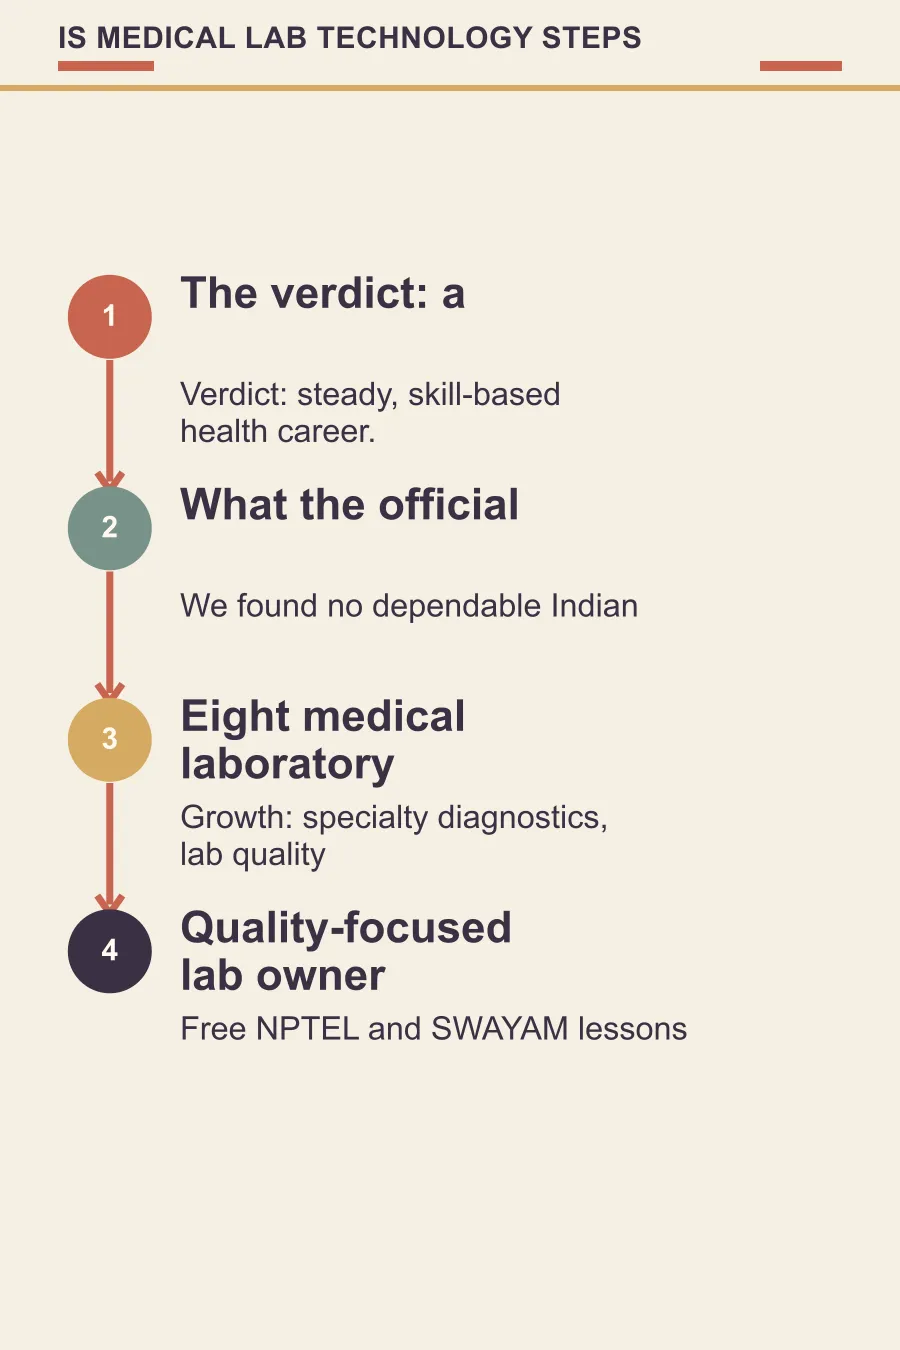 IS MEDICAL LAB TECHNOLOGY STEPS
1
The verdict: a
Verdict: steady, skill-based
health career.
2
What the official
We found no dependable Indian
3
Eight medical
laboratory
Growth: specialty diagnostics,
lab quality
4
Quality-focused
lab owner
Free NPTEL and SWAYAM lessons